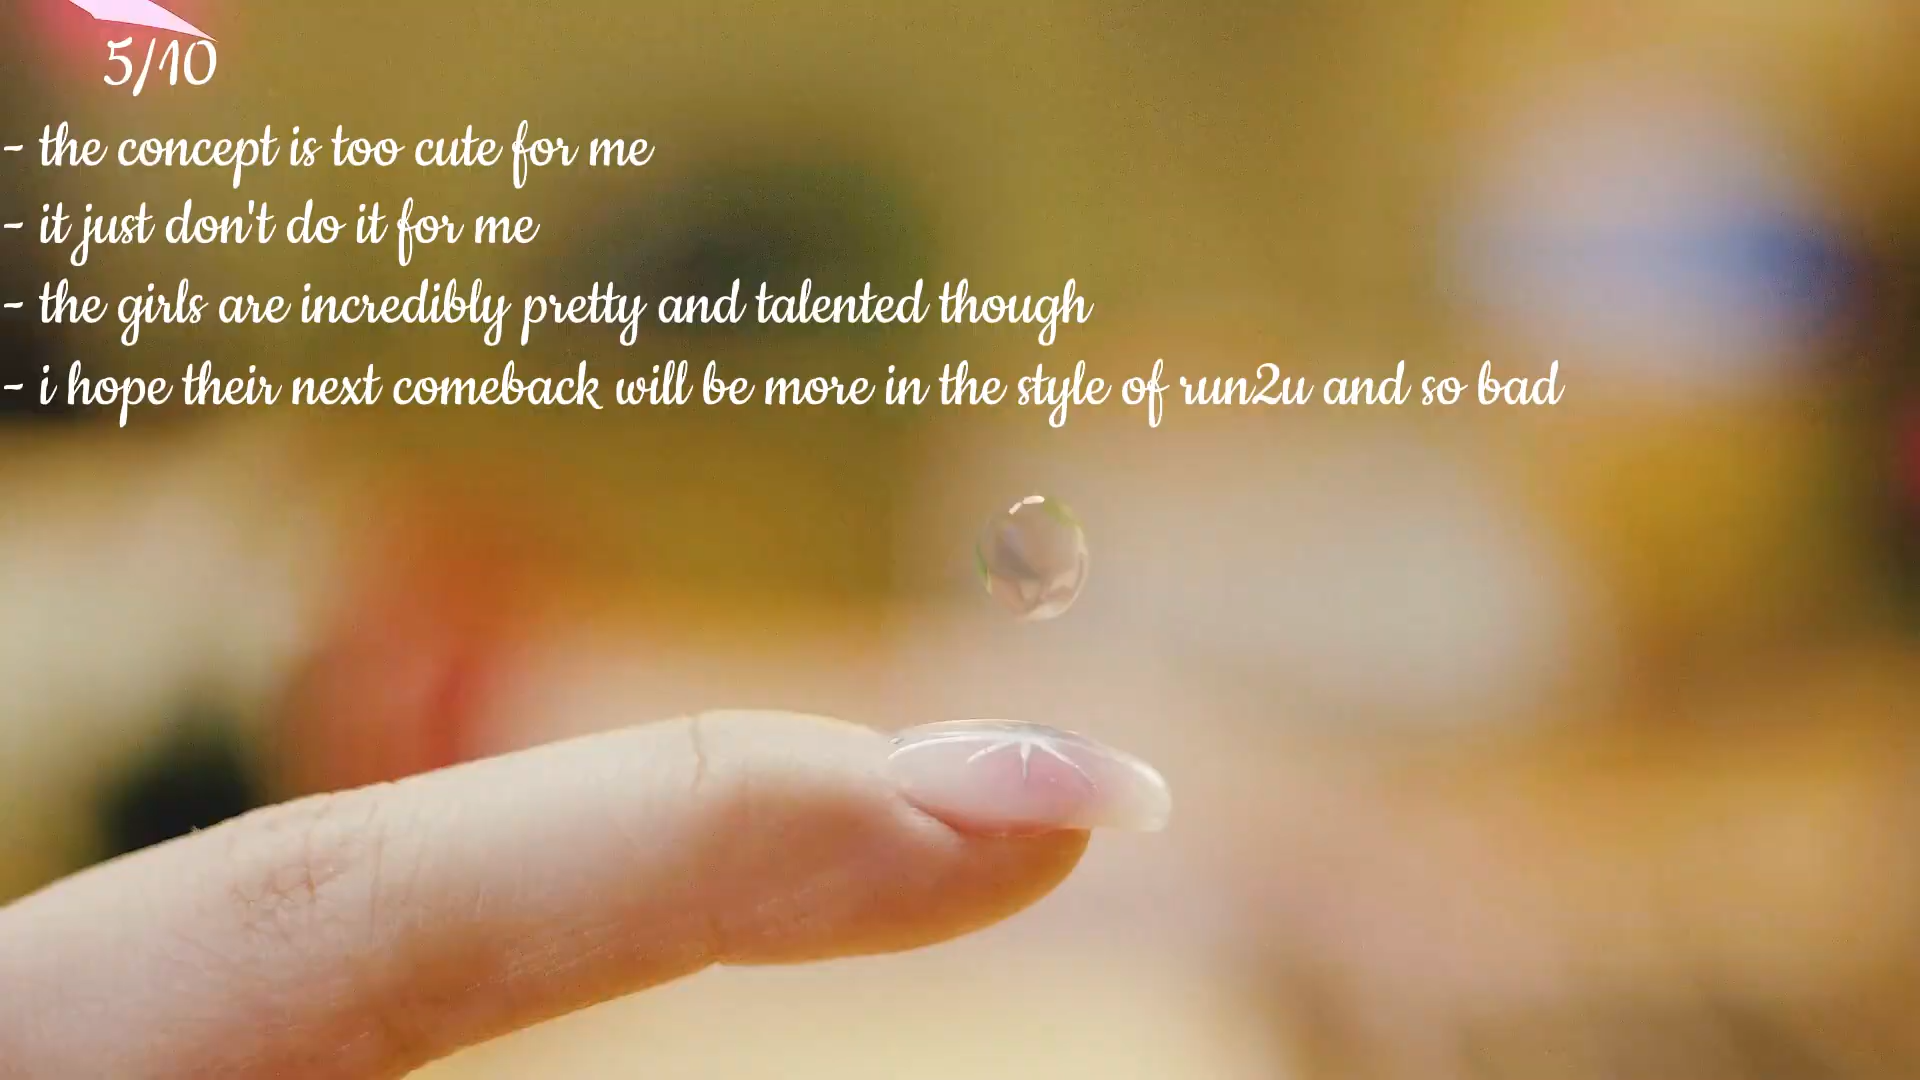 5/10
- the concept is too cute for me
- it just don't do it for me
- the girls are incredibly pretty and talented though
- i hope their next comeback will be more in the style of run2u and so bad